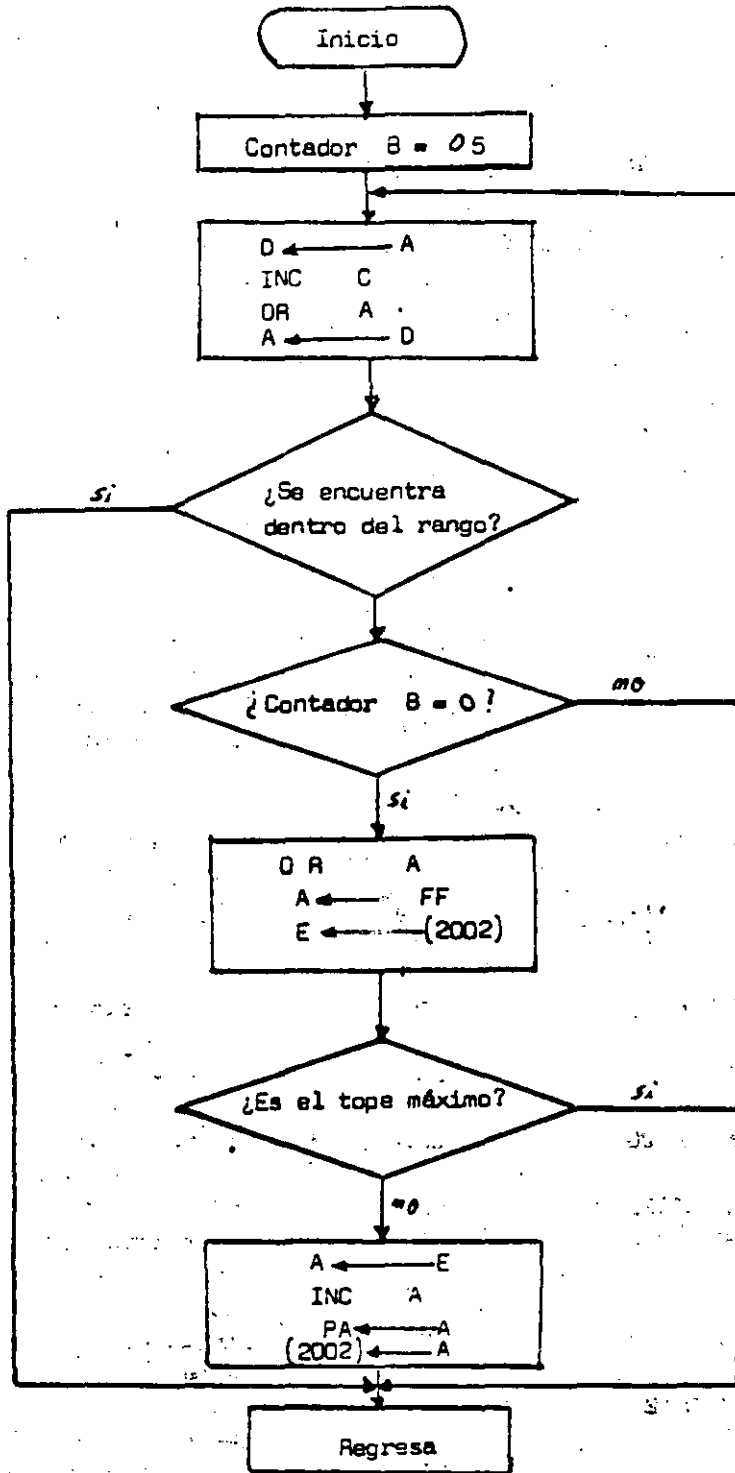 Inicio
Contador B = 05
D ← A
INC C
OR A
A ← D
¿Se encuentra
dentro del rango?
si
¿Contador B = 0?
no
si
O R A
A ← FF
E ← (2002)
¿Es el tope máximo?
si
no
A ← E
INC A
PA ← A
(2002) ← A
Regresa